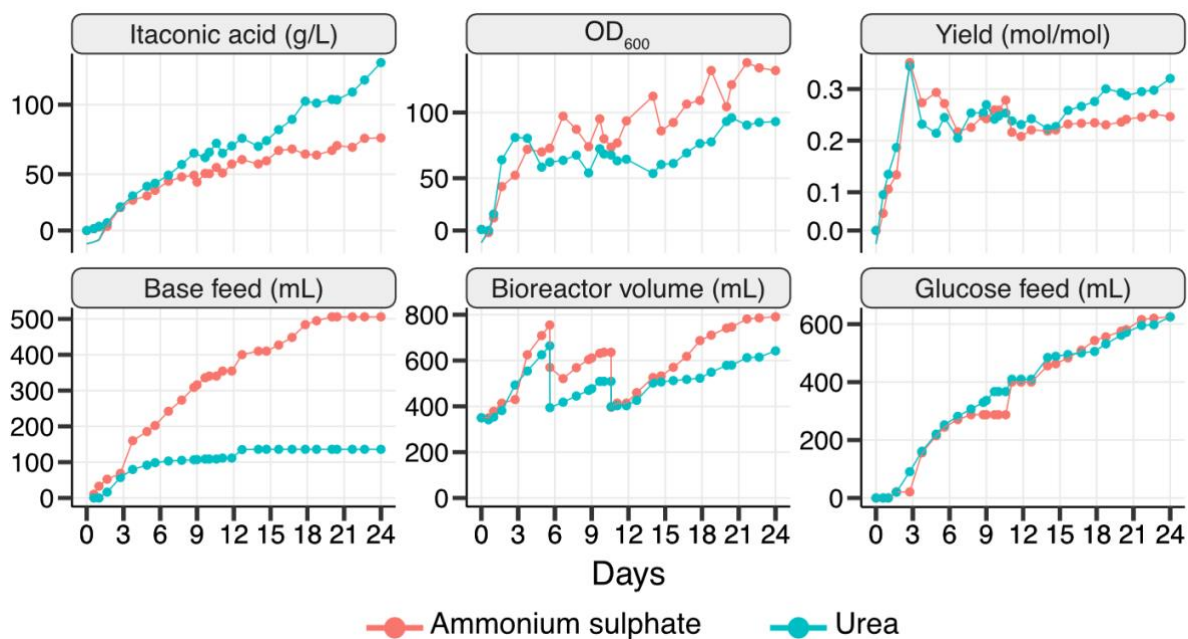 Itaconic acid (g/L)
OD600
Yield (mol/mol)
100
50
0
100
50
0
0.3
0.2
0.1
0.0
Base feed (mL)
Bioreactor volume (mL)
Glucose feed (mL)
500
400
300
200
100
0
800
600
400
200
0
600
400
200
0
0 3 6 9 12 15 18 21 24
0 3 6 9 12 15 18 21 24
0 3 6 9 12 15 18 21 24
Days
Ammonium sulphate
Urea